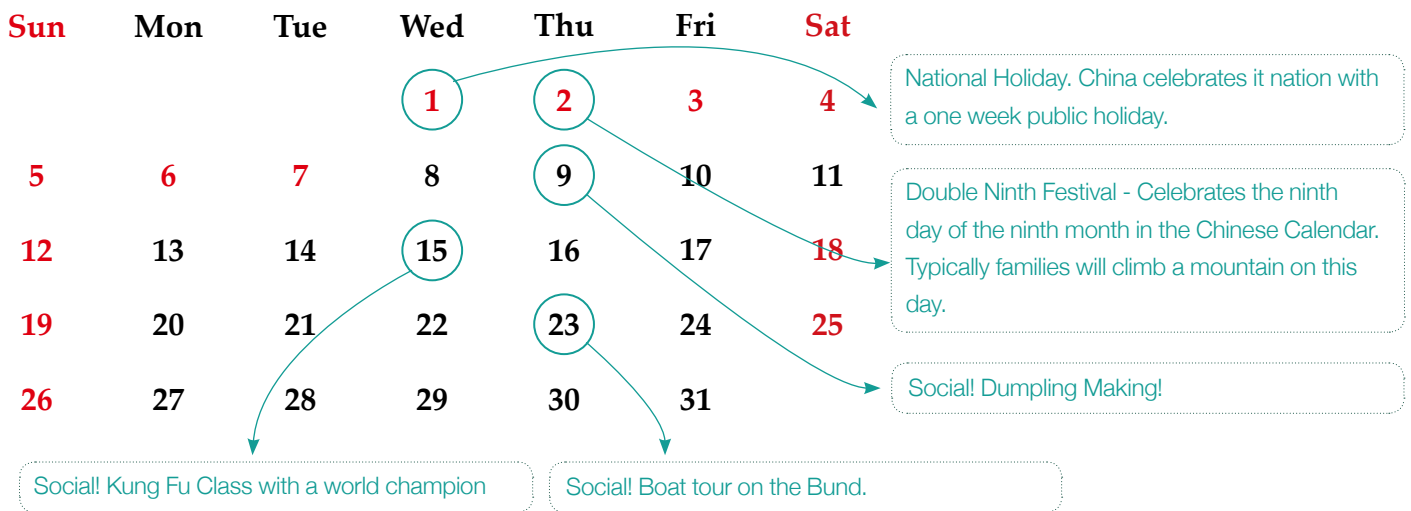 Sun Mon Tue Wed Thu Fri Sat
1 2 3 4
5 6 7 8 9 10 11
12 13 14 15 16 17 18
19 20 21 22 23 24 25
26 27 28 29 30 31
National Holiday. China celebrates it nation with
a one week public holiday.
Double Ninth Festival - Celebrates the ninth
day of the ninth month in the Chinese Calendar.
Typically families will climb a mountain on this
day.
Social! Dumpling Making!
Social! Kung Fu Class with a world champion
Social! Boat tour on the Bund.